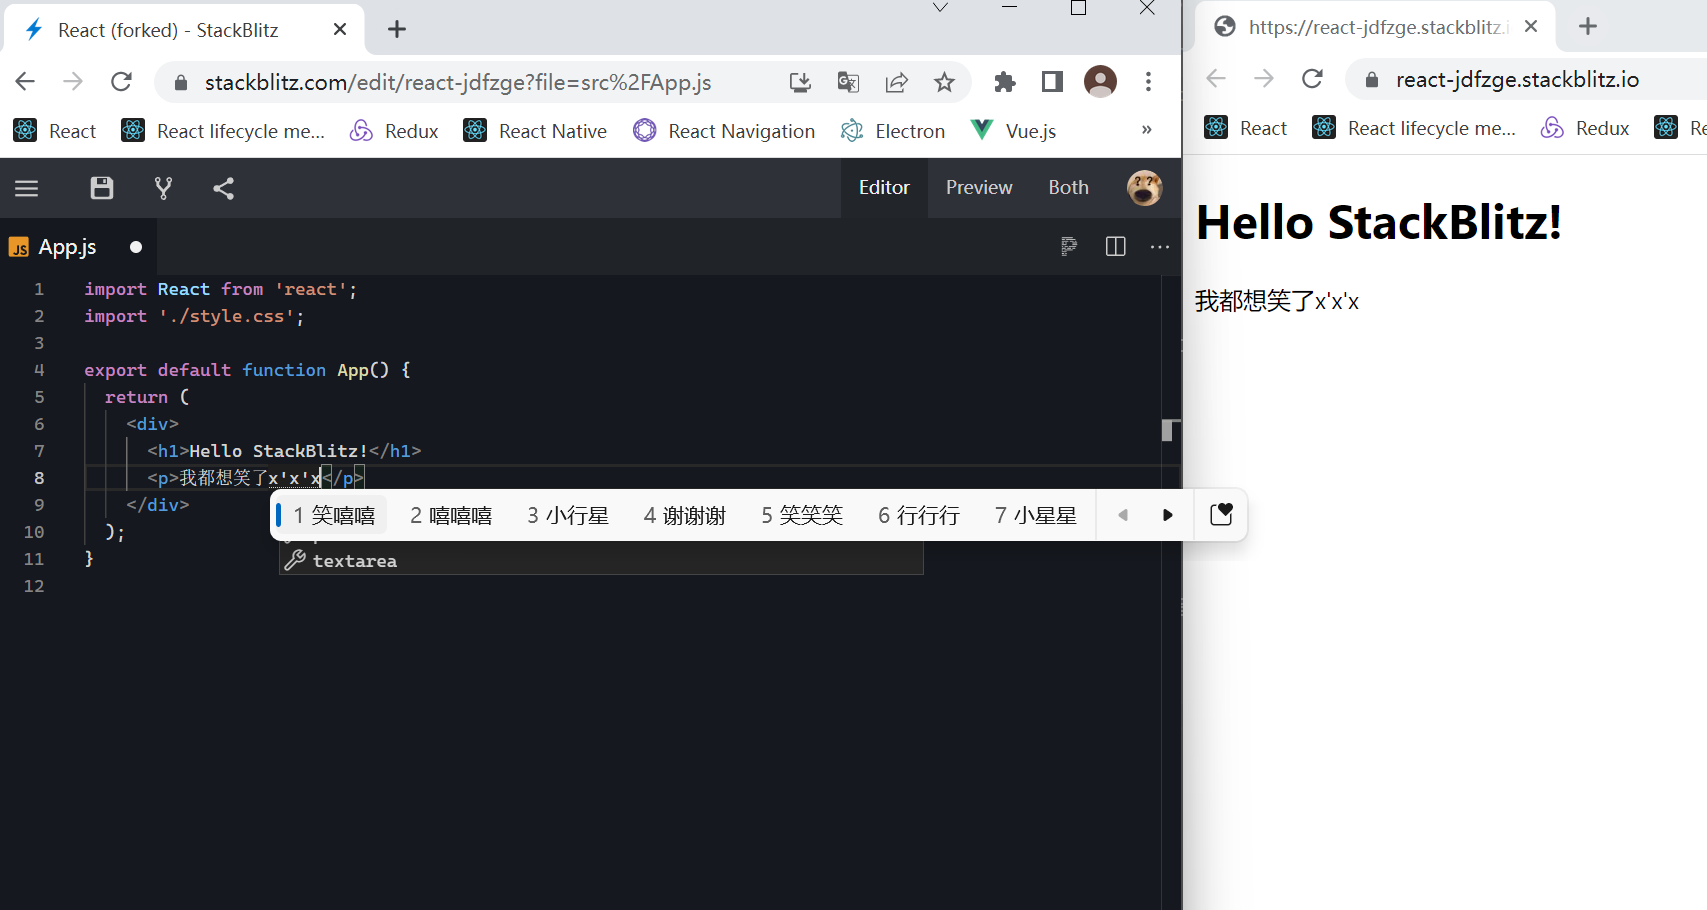 React (forked) - StackBlitz
https://react-jdfzge.stackblitz.i
stackblitz.com/edit/react-jdfzge?file=src%2FApp.js
react-jdfzge.stackblitz.io
React React lifecycle me... Redux React Native React Navigation Electron Vue.js »
React React lifecycle me... Redux
Editor Preview Both
JS App.js
1 import React from 'react';
2 import './style.css';
3
4 export default function App() {
5 return (
6 <div>
7 <h1>Hello StackBlitz!</h1>
8 <p>我都想笑了x'x'x</p>
9 </div>
10 );
11 }
12
1 笑嘻嘻 2 嘻嘻嘻 3 小行星 4 谢谢谢 5 笑笑笑 6 行行行 7 小星星
textarea
Hello StackBlitz!
我都想笑了x'x'x